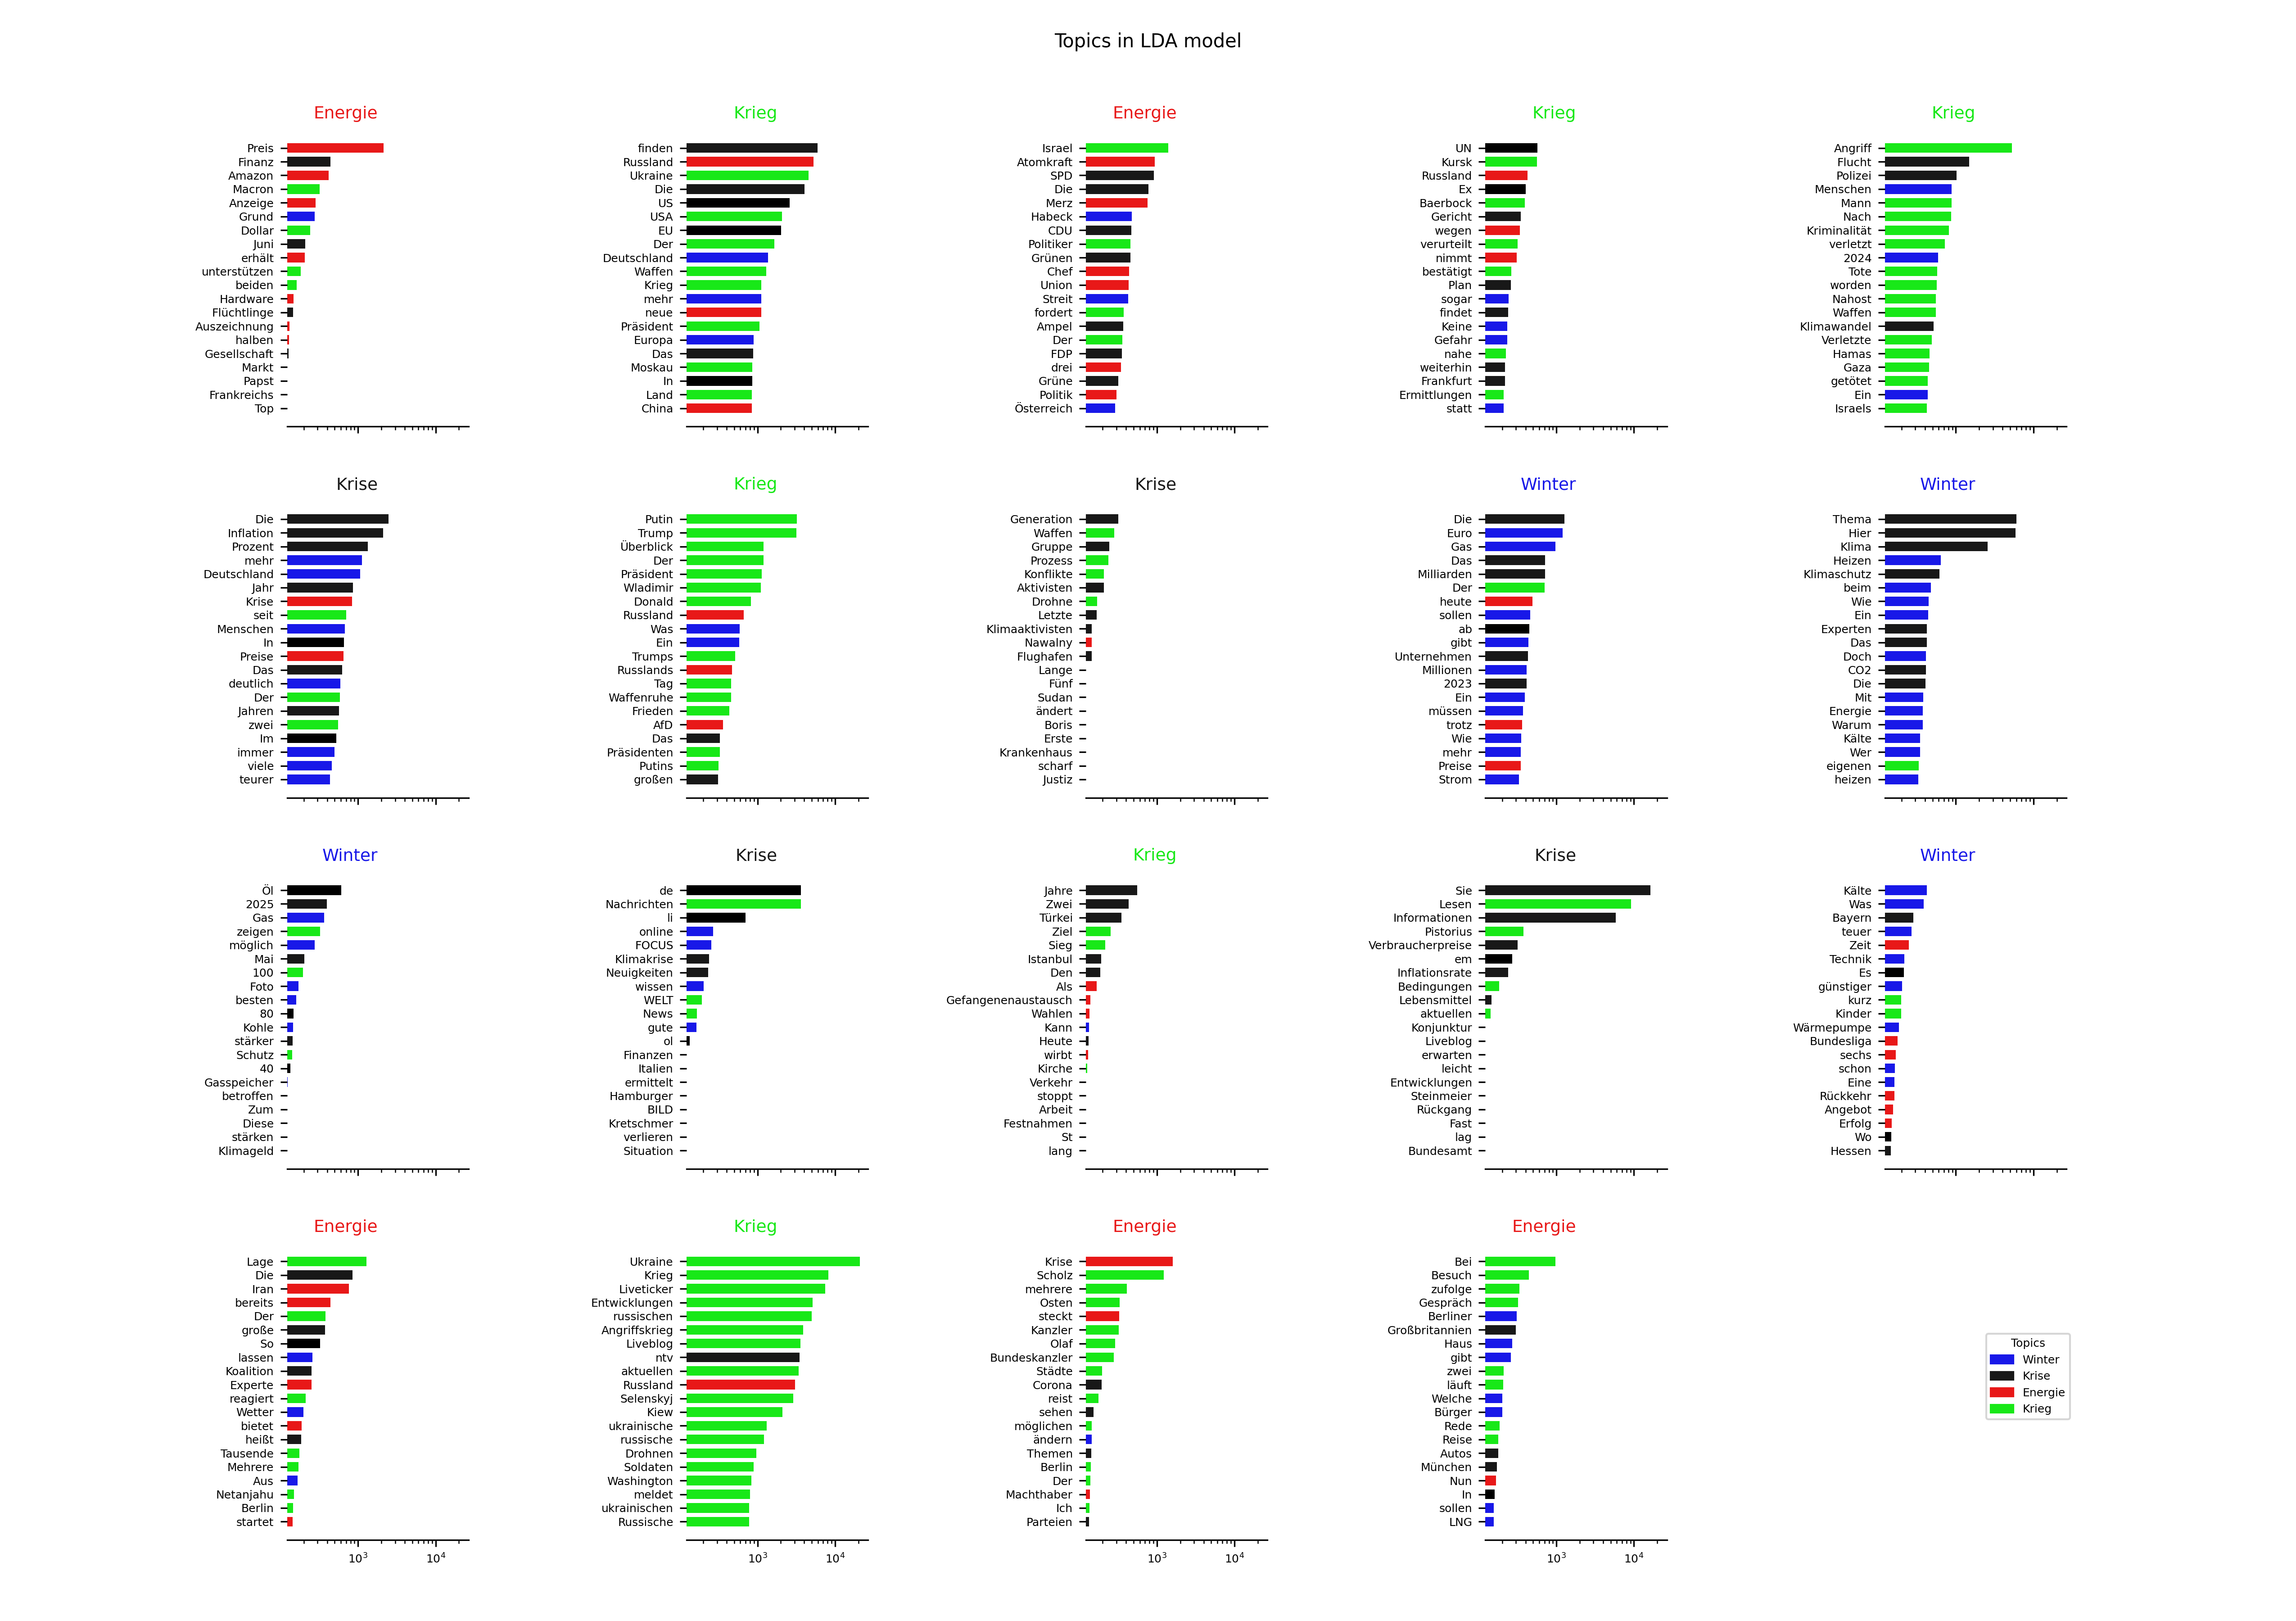 Topics in LDA model
Energie
Preis
Finanz
Amazon
Macron
Anzeige
Grund
Dollar
Juni
erhält
unterstützen
beiden
Hardware
Flüchtlinge
Auszeichnung
halben
Gesellschaft
Markt
Papst
Frankreichs
Top
Krieg
finden
Russland
Ukraine
Die
US
USA
EU
Der
Deutschland
Waffen
Krieg
mehr
neue
Präsident
Europa
Das
Moskau
In
Land
China
Energie
Israel
Atomkraft
SPD
Die
Merz
Habeck
CDU
Politiker
Grünen
Chef
Union
Streit
fordert
Ampel
Der
FDP
drei
Grüne
Politik
Österreich
Krieg
UN
Kursk
Russland
Ex
Baerbock
Gericht
wegen
verurteilt
nimmt
bestätigt
Plan
sogar
findet
Keine
Gefahr
nahe
weiterhin
Frankfurt
Ermittlungen
statt
Krieg
Angriff
Flucht
Polizei
Menschen
Mann
Nach
Kriminalität
verletzt
2024
Tote
worden
Nahost
Waffen
Klimawandel
Verletzte
Hamas
Gaza
getötet
Ein
Israels
Krise
Die
Inflation
Prozent
mehr
Deutschland
Jahr
Krise
seit
Menschen
In
Preise
Das
deutlich
Der
Jahren
zwei
Im
immer
viele
teurer
Krieg
Putin
Trump
Überblick
Der
Präsident
Wladimir
Donald
Russland
Was
Ein
Trumps
Russlands
Tag
Waffenruhe
Frieden
AfD
Das
Präsidenten
Putins
großen
Krise
Generation
Waffen
Gruppe
Prozess
Konflikte
Aktivisten
Drohne
Letzte
Klimaaktivisten
Nawalny
Flughafen
Lange
Fünf
Sudan
ändert
Boris
Erste
Krankenhaus
scharf
Justiz
Winter
Die
Euro
Gas
Das
Milliarden
Der
heute
sollen
ab
gibt
Unternehmen
Millionen
2023
Ein
müssen
trotz
Wie
mehr
Preise
Strom
Winter
Thema
Hier
Klima
Heizen
Klimaschutz
beim
Wie
Ein
Experten
Das
Doch
CO2
Die
Mit
Energie
Warum
Kälte
Wer
eigenen
heizen
Winter
Öl
2025
Gas
zeigen
möglich
Mai
100
Foto
besten
80
Kohle
stärker
Schutz
40
Gasspeicher
betroffen
Zum
Diese
stärken
Klimageld
Krise
de
Nachrichten
li
online
FOCUS
Klimakrise
Neuigkeiten
wissen
WELT
News
gute
ol
Finanzen
Italien
ermittelt
Hamburger
BILD
Kretschmer
verlieren
Situation
Krieg
Jahre
Zwei
Türkei
Ziel
Sieg
Istanbul
Den
Als
Gefangenenaustausch
Wahlen
Kann
Heute
wirbt
Kirche
Verkehr
stoppt
Arbeit
Festnahmen
St
lang
Krise
Sie
Lesen
Informationen
Pistorius
Verbraucherpreise
em
Inflationsrate
Bedingungen
Lebensmittel
aktuellen
Konjunktur
Liveblog
erwarten
leicht
Entwicklungen
Steinmeier
Rückgang
Fast
lag
Bundesamt
Winter
Kälte
Was
Bayern
teuer
Zeit
Technik
Es
günstiger
kurz
Kinder
Wärmepumpe
Bundesliga
sechs
schon
Eine
Rückkehr
Angebot
Erfolg
Wo
Hessen
Energie
Lage
Die
Iran
bereits
Der
große
So
lassen
Koalition
Experte
reagiert
Wetter
bietet
heißt
Tausende
Mehrere
Aus
Netanjahu
Berlin
startet
10³ 10⁴
Krieg
Ukraine
Krieg
Liveticker
Entwicklungen
russischen
Angriffskrieg
Liveblog
ntv
aktuellen
Russland
Selenskyj
Kiew
ukrainische
russische
Drohnen
Soldaten
Washington
meldet
ukrainischen
Russische
10³ 10⁴
Energie
Krise
Scholz
mehrere
Osten
steckt
Kanzler
Olaf
Bundeskanzler
Städte
Corona
reist
sehen
möglichen
ändern
Themen
Berlin
Der
Machthaber
Ich
Parteien
10³ 10⁴
Energie
Bei
Besuch
zufolge
Gespräch
Berliner
Großbritannien
Haus
gibt
zwei
läuft
Welche
Bürger
Rede
Reise
Autos
München
Nun
In
sollen
LNG
10³ 10⁴
Topics
Winter
Krise
Energie
Krieg